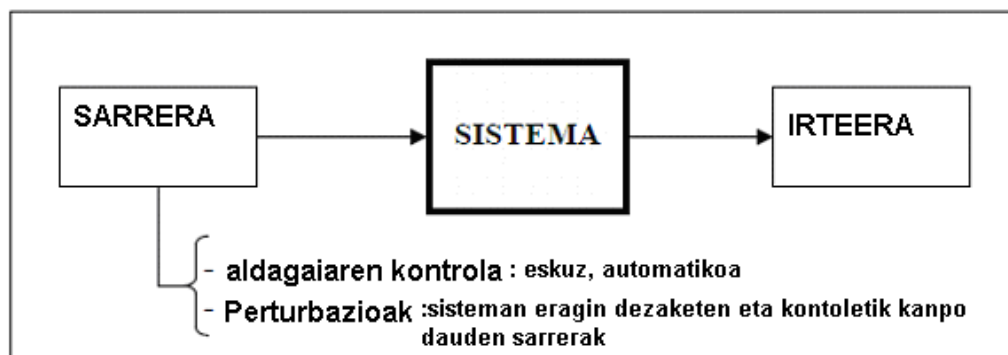 SARRERA
SISTEMA
IRTEERA
- aldagaiaren kontrola : eskuz, automatikoa
- Perturbazioak :sisteman eragin dezaketen eta kontoletik kanpo
dauden sarrerak